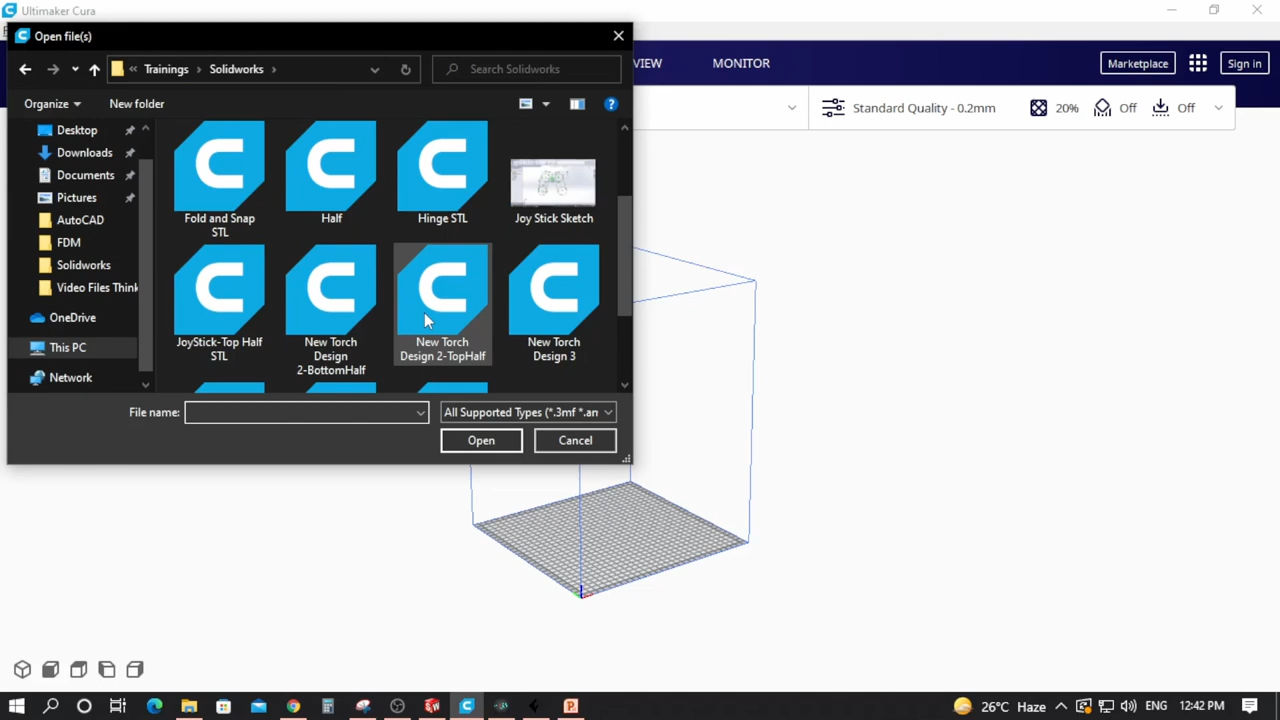 Ultimaker Cura
Open file(s)
Trainings
Solidworks
Search Solidworks
VIEW
MONITOR
Marketplace
Sign in
Organize
New folder
Standard Quality - 0.2mm
20%
Off
Off
Desktop
Downloads
Documents
Pictures
AutoCAD
FDM
Solidworks
Video Files Think
OneDrive
This PC
Network
Fold and Snap
STL
Half
Hinge STL
Joy Stick Sketch
JoyStick-Top Half
STL
New Torch
Design
2-BottomHalf
New Torch
Design 2-TopHalf
New Torch
Design 3
File name:
All Supported Types (*.3mf *.an
Open
Cancel
26°C Haze
12:42 PM